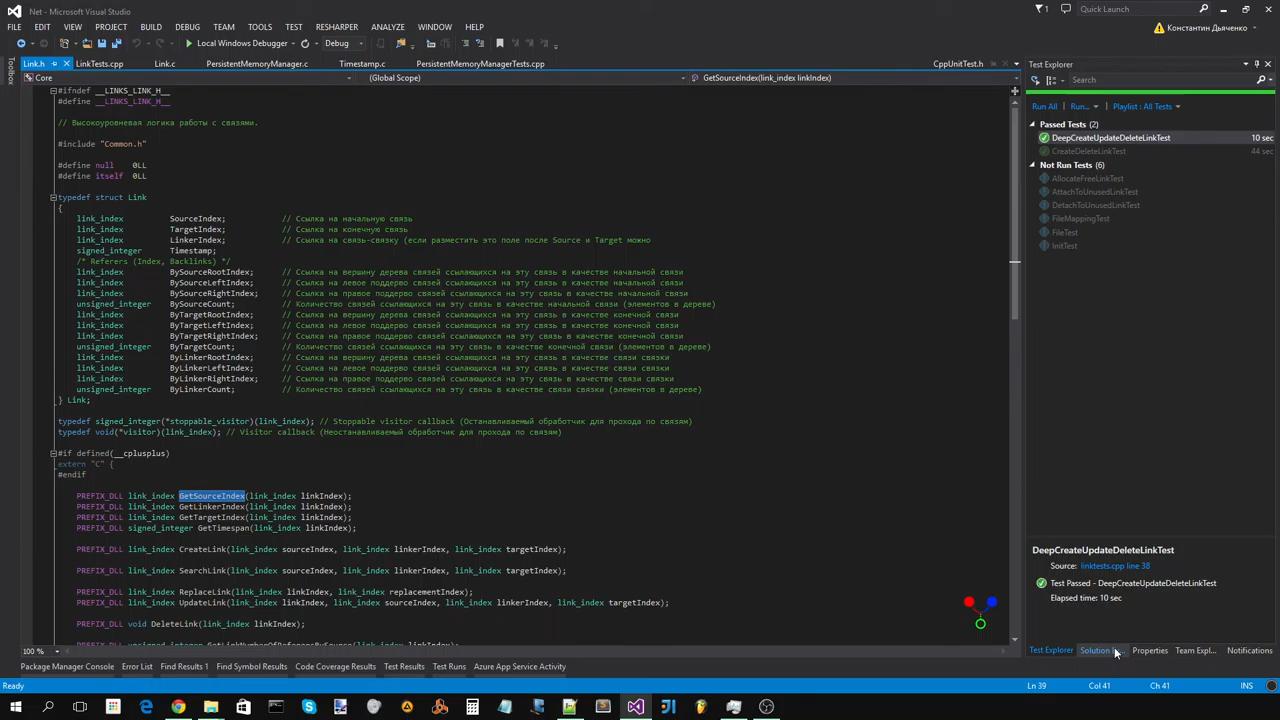 Net - Microsoft Visual Studio
1
Quick Launch
FILE EDIT VIEW PROJECT BUILD DEBUG TEAM TOOLS TEST RESHARPER ANALYZE WINDOW HELP
Константин Дьяченко
Local Windows Debugger Debug
Toolbox
Link.h LinkTests.cpp Link.c PersistentMemoryManager.c Timestamp.c PersistentMemoryManagerTests.cpp CppUnitTest.h
Core (Global Scope) GetSourceIndex(link_index linkIndex)
#ifndef __LINKS_LINK_H__
#define __LINKS_LINK_H__
// Высокоуровневая логика работы с связями.
#include "Common.h"
#define null 0LL
#define itself 0LL
typedef struct Link
{
link_index SourceIndex; // Ссылка на начальную связь
link_index TargetIndex; // Ссылка на конечную связь
link_index LinkerIndex; // Ссылка на связь-связку (если разместить это поле после Source и Target можно
signed_integer Timestamp;
/* Referers (Index, Backlinks) */
link_index BySourceRootIndex; // Ссылка на вершину дерева связей ссылающихся на эту связь в качестве начальной связи
link_index BySourceLeftIndex; // Ссылка на левое поддерво связей ссылающихся на эту связь в качестве начальной связи
link_index BySourceRightIndex; // Ссылка на правое поддерво связей ссылающихся на эту связь в качестве начальной связи
unsigned_integer BySourceCount; // Количество связей ссылающихся на эту связь в качестве начальной связи (элементов в дереве)
link_index ByTargetRootIndex; // Ссылка на вершину дерева связей ссылающихся на эту связь в качестве конечной связи
link_index ByTargetLeftIndex; // Ссылка на левое поддерво связей ссылающихся на эту связь в качестве конечной связи
link_index ByTargetRightIndex; // Ссылка на правое поддерво связей ссылающихся на эту связь в качестве конечной связи
unsigned_integer ByTargetCount; // Количество связей ссылающихся на эту связь в качестве конечной связи (элементов в дереве)
link_index ByLinkerRootIndex; // Ссылка на вершину дерева связей ссылающихся на эту связь в качестве связи связки
link_index ByLinkerLeftIndex; // Ссылка на левое поддерво связей ссылающихся на эту связь в качестве связи связки
link_index ByLinkerRightIndex; // Ссылка на правое поддерво связей ссылающихся на эту связь в качестве связи связки
unsigned_integer ByLinkerCount; // Количество связей ссылающихся на эту связь в качестве связи связки (элементов в дереве)
} Link;
typedef signed_integer(*stoppable_visitor)(link_index); // Stoppable visitor callback (Останавливаемый обработчик для прохода по связям)
typedef void(*visitor)(link_index); // Visitor callback (Неостанавливаемый обработчик для прохода по связям)
#if defined(__cplusplus)
extern "C" {
#endif
PREFIX_DLL link_index GetSourceIndex(link_index linkIndex);
PREFIX_DLL link_index GetLinkerIndex(link_index linkIndex);
PREFIX_DLL link_index GetTargetIndex(link_index linkIndex);
PREFIX_DLL signed_integer GetTimespan(link_index linkIndex);
PREFIX_DLL link_index CreateLink(link_index sourceIndex, link_index linkerIndex, link_index targetIndex);
PREFIX_DLL link_index SearchLink(link_index sourceIndex, link_index linkerIndex, link_index targetIndex);
PREFIX_DLL link_index ReplaceLink(link_index linkIndex, link_index replacementIndex);
PREFIX_DLL link_index UpdateLink(link_index linkIndex, link_index sourceIndex, link_index linkerIndex, link_index targetIndex);
PREFIX_DLL void DeleteLink(link_index linkIndex);
PREFIX_DLL unsigned_integer GetLinkNumberOfReferersBySource(link_index linkIndex);
100 %
Test Explorer
Search
Run All Run... Playlist : All Tests
Passed Tests (2)
DeepCreateUpdateDeleteLinkTest 10 sec
CreateDeleteLinkTest 44 sec
Not Run Tests (6)
AllocateFreeLinkTest
AttachToUnusedLinkTest
DetachToUnusedLinkTest
FileMappingTest
FileTest
InitTest
DeepCreateUpdateDeleteLinkTest
Source: linktests.cpp line 38
Test Passed - DeepCreateUpdateDeleteLinkTest
Elapsed time: 10 sec
Test Explorer Solution Properties Team Expl... Notifications
Package Manager Console Error List Find Results 1 Find Symbol Results Code Coverage Results Test Results Test Runs Azure App Service Activity
Ready Ln 39 Col 41 Ch 41 INS